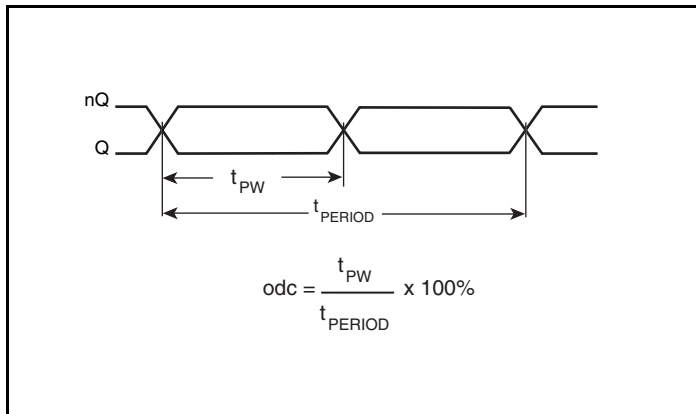 nQ
Q
tPW
tPERIOD
odc = tPW / tPERIOD x 100%